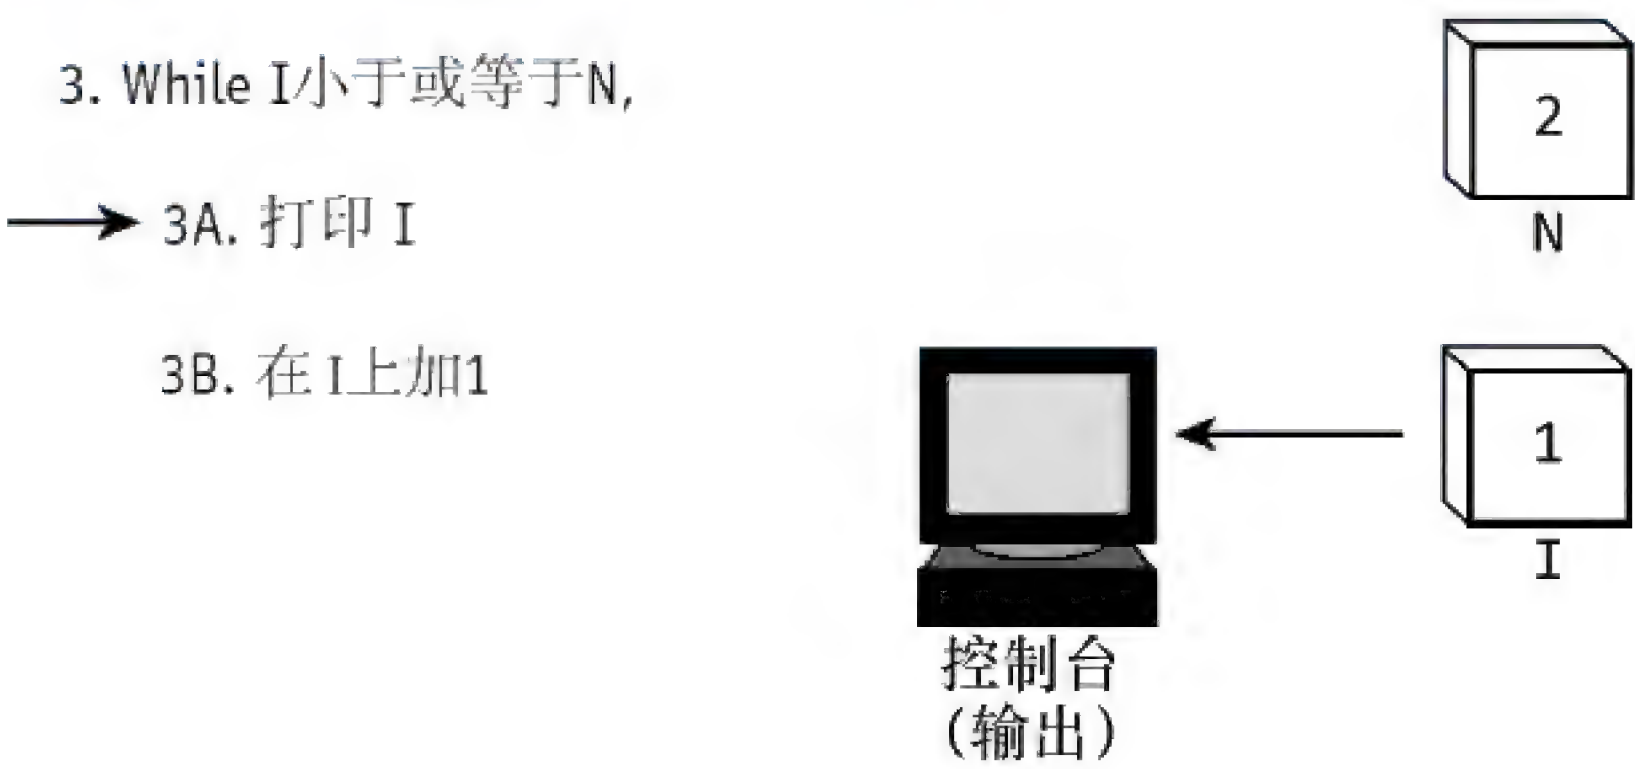 3. While I小于或等于N,
3A. 打印 I
3B. 在 I上加1
2
N
1
I
控制台
(输出)